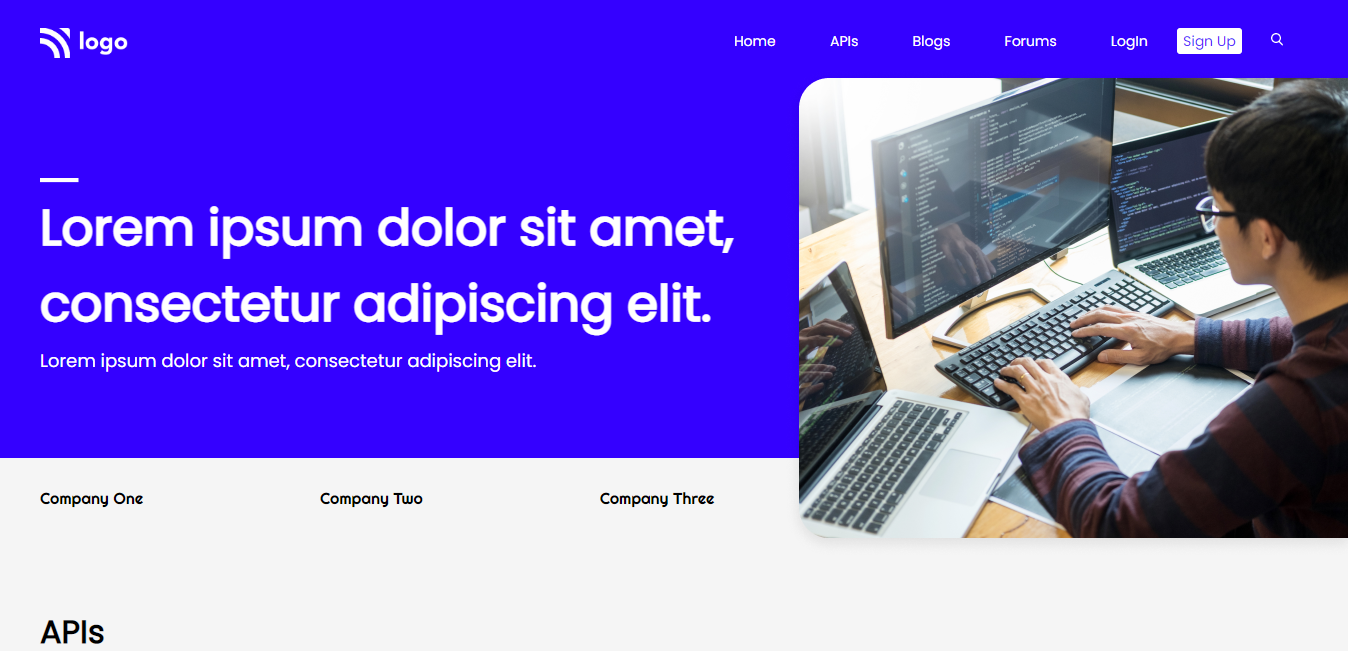 logo
Home APIs Blogs Forums LogIn Sign Up
Lorem ipsum dolor sit amet,
consectetur adipiscing elit.
Lorem ipsum dolor sit amet, consectetur adipiscing elit.
Company One Company Two Company Three
APIs